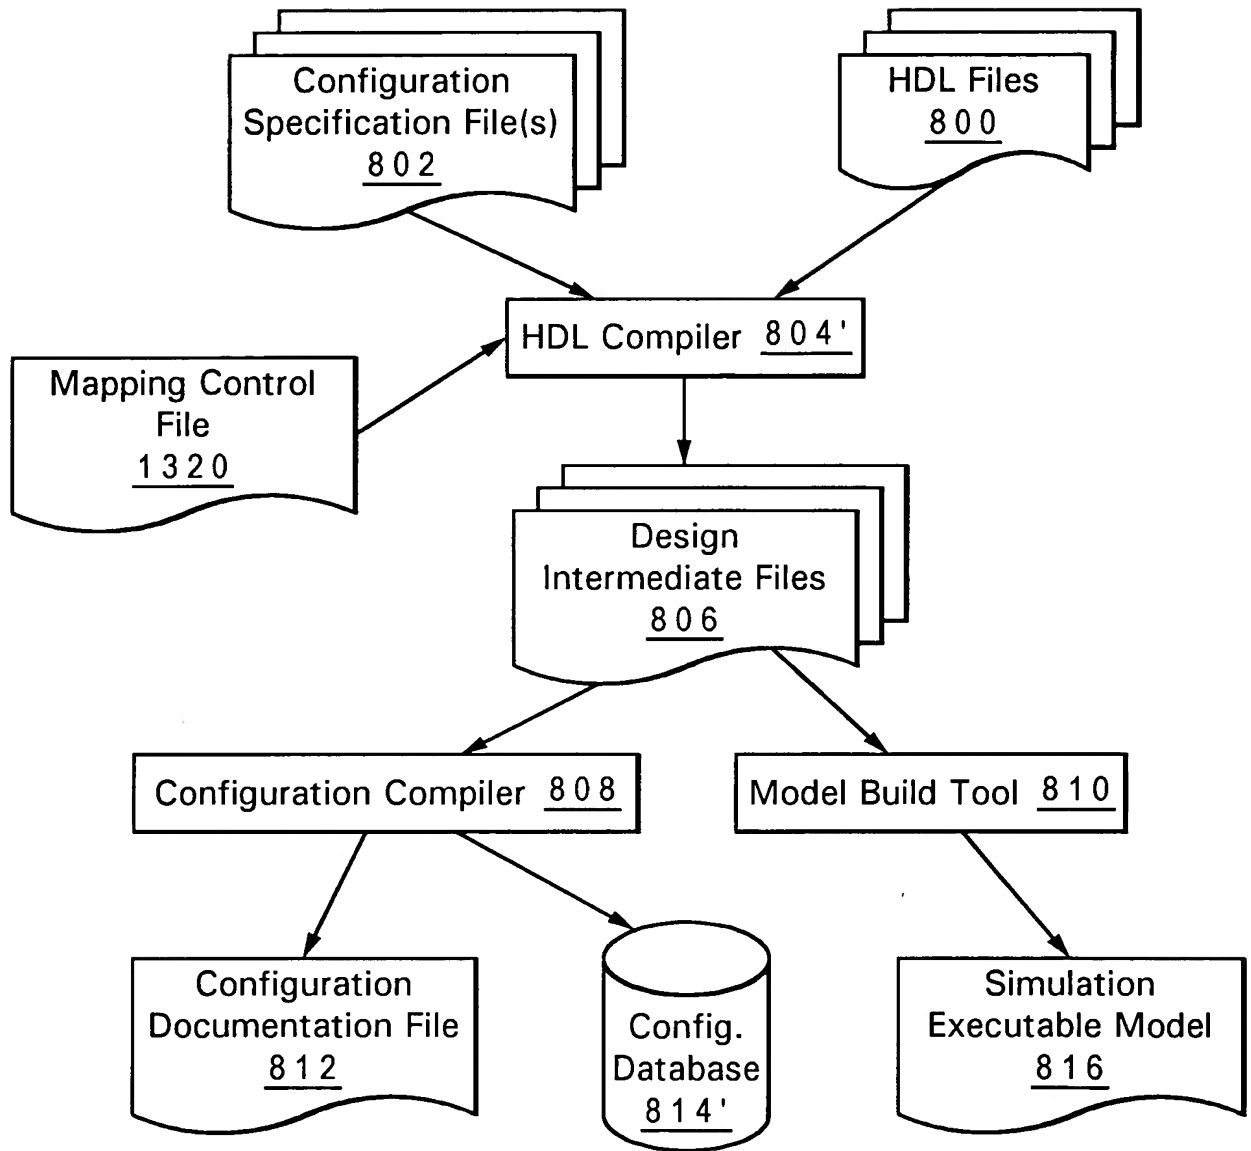 Configuration
Specification File(s)
802
HDL Files
800
HDL Compiler 804'
Mapping Control
File
1320
Design
Intermediate Files
806
Configuration Compiler 808
Model Build Tool 810
Configuration
Documentation File
812
Config.
Database
814'
Simulation
Executable Model
816